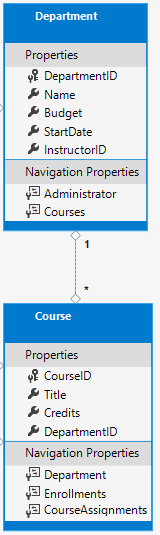 Department
Properties
DepartmentID
Name
Budget
StartDate
InstructorID
Navigation Properties
Administrator
Courses
1
*
Course
Properties
CourseID
Title
Credits
DepartmentID
Navigation Properties
Department
Enrollments
CourseAssignments